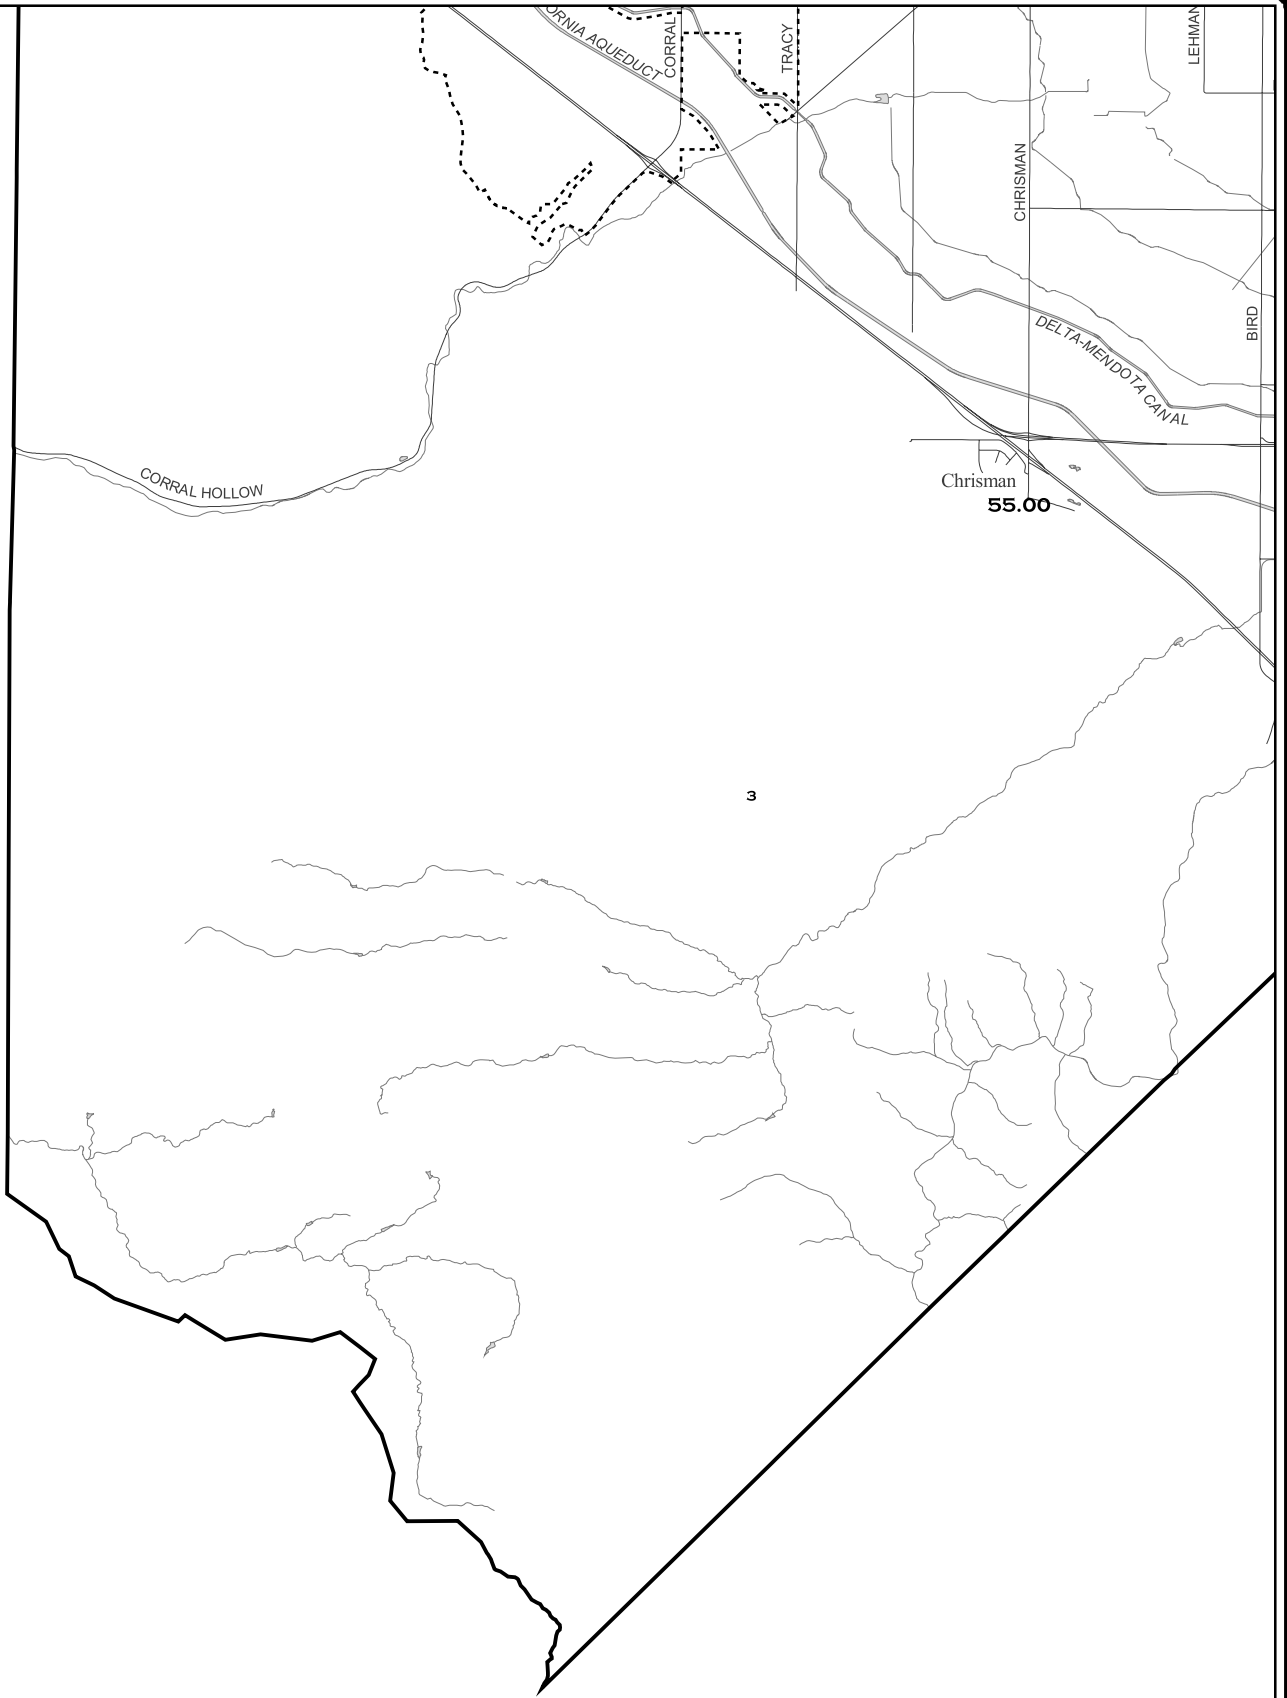 ORNIA AQUEDUCT
CORRAL
TRACY
LEHMAN
CHRISMAN
BIRD
DELTA-MENDOTA CANAL
CORRAL HOLLOW
Chrisman
55.00
3